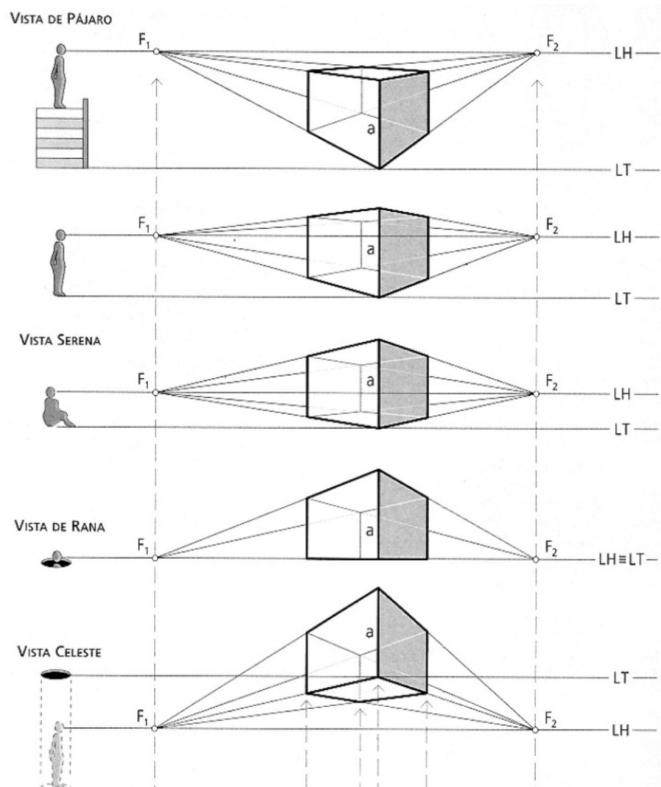 VISTA DE PÁJARO
F₁ F₂ LH
a
LT
F₁ F₂ LH
a
LT
VISTA SERENA
F₁ F₂ LH
a
LT
VISTA DE RANA
F₁ F₂ LH≡LT
a
VISTA CELESTE
a
LT
F₁ F₂ LH